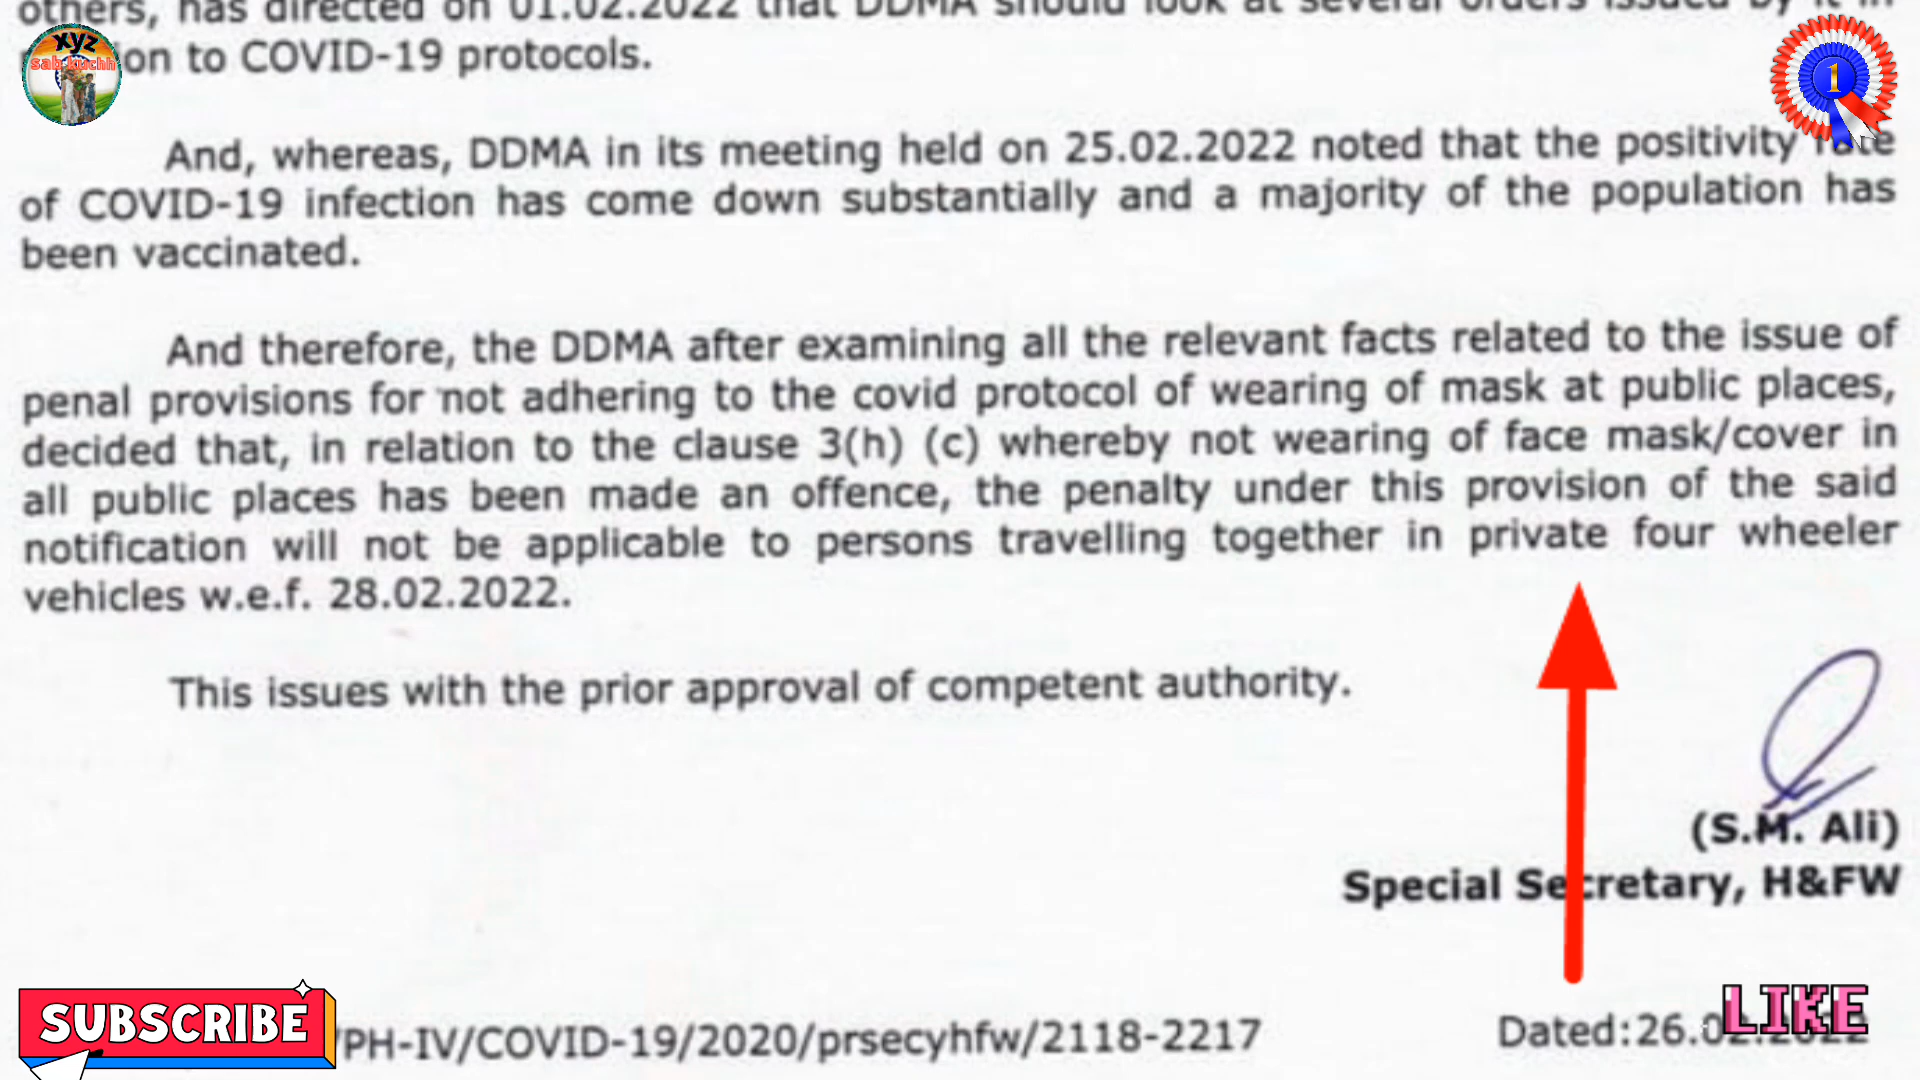 others, has directed on 01.02.2022 that DDMA should look at several orders issued by it in
on to COVID-19 protocols.
And, whereas, DDMA in its meeting held on 25.02.2022 noted that the positivity rate
of COVID-19 infection has come down substantially and a majority of the population has
been vaccinated.
And therefore, the DDMA after examining all the relevant facts related to the issue of
penal provisions for not adhering to the covid protocol of wearing of mask at public places,
decided that, in relation to the clause 3(h) (c) whereby not wearing of face mask/cover in
all public places has been made an offence, the penalty under this provision of the said
notification will not be applicable to persons travelling together in private four wheeler
vehicles w.e.f. 28.02.2022.
This issues with the prior approval of competent authority.
(S.M. Ali)
Special Secretary, H&FW
/PH-IV/COVID-19/2020/prsecyhfw/2118-2217
Dated:26.02.2022
xyz
sab kuchh
1
SUBSCRIBE
LIKE